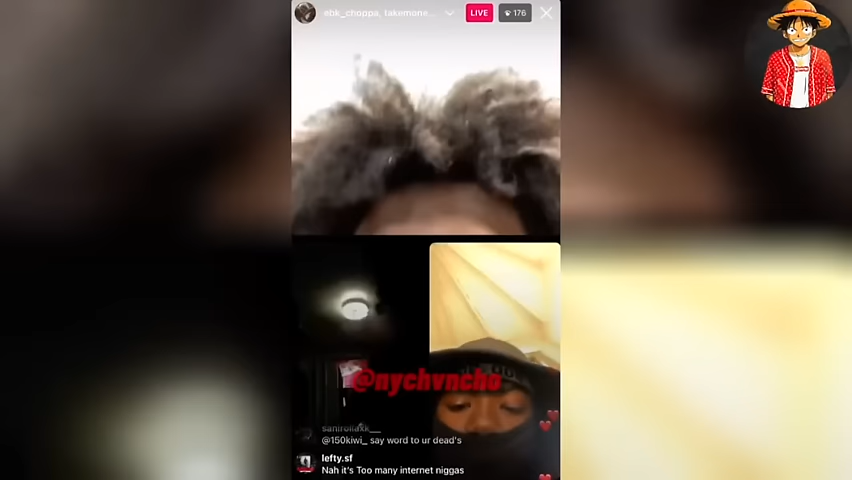 ebk_choppa, takemone...
LIVE
176
@nychvncho
@150kiwi_ say word to ur dead's
lefty.sf
Nah it's Too many internet niggas